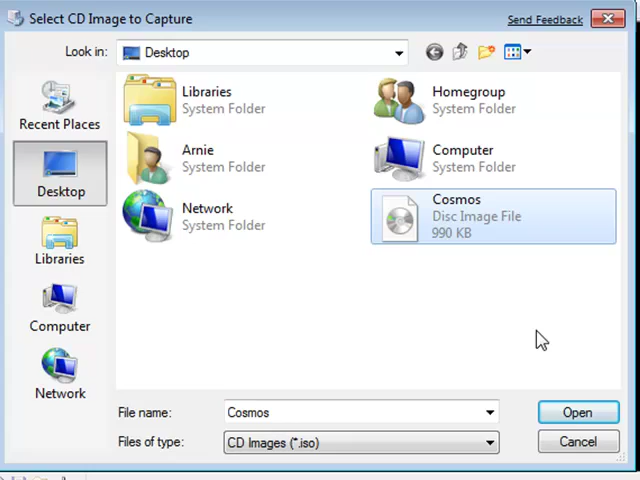 Select CD Image to Capture
Send Feedback
Look in:
Desktop
Recent Places
Desktop
Libraries
Computer
Network
Libraries
System Folder
Homegroup
System Folder
Arnie
System Folder
Computer
System Folder
Network
System Folder
Cosmos
Disc Image File
990 KB
File name:
Cosmos
Open
Files of type:
CD Images (*.iso)
Cancel